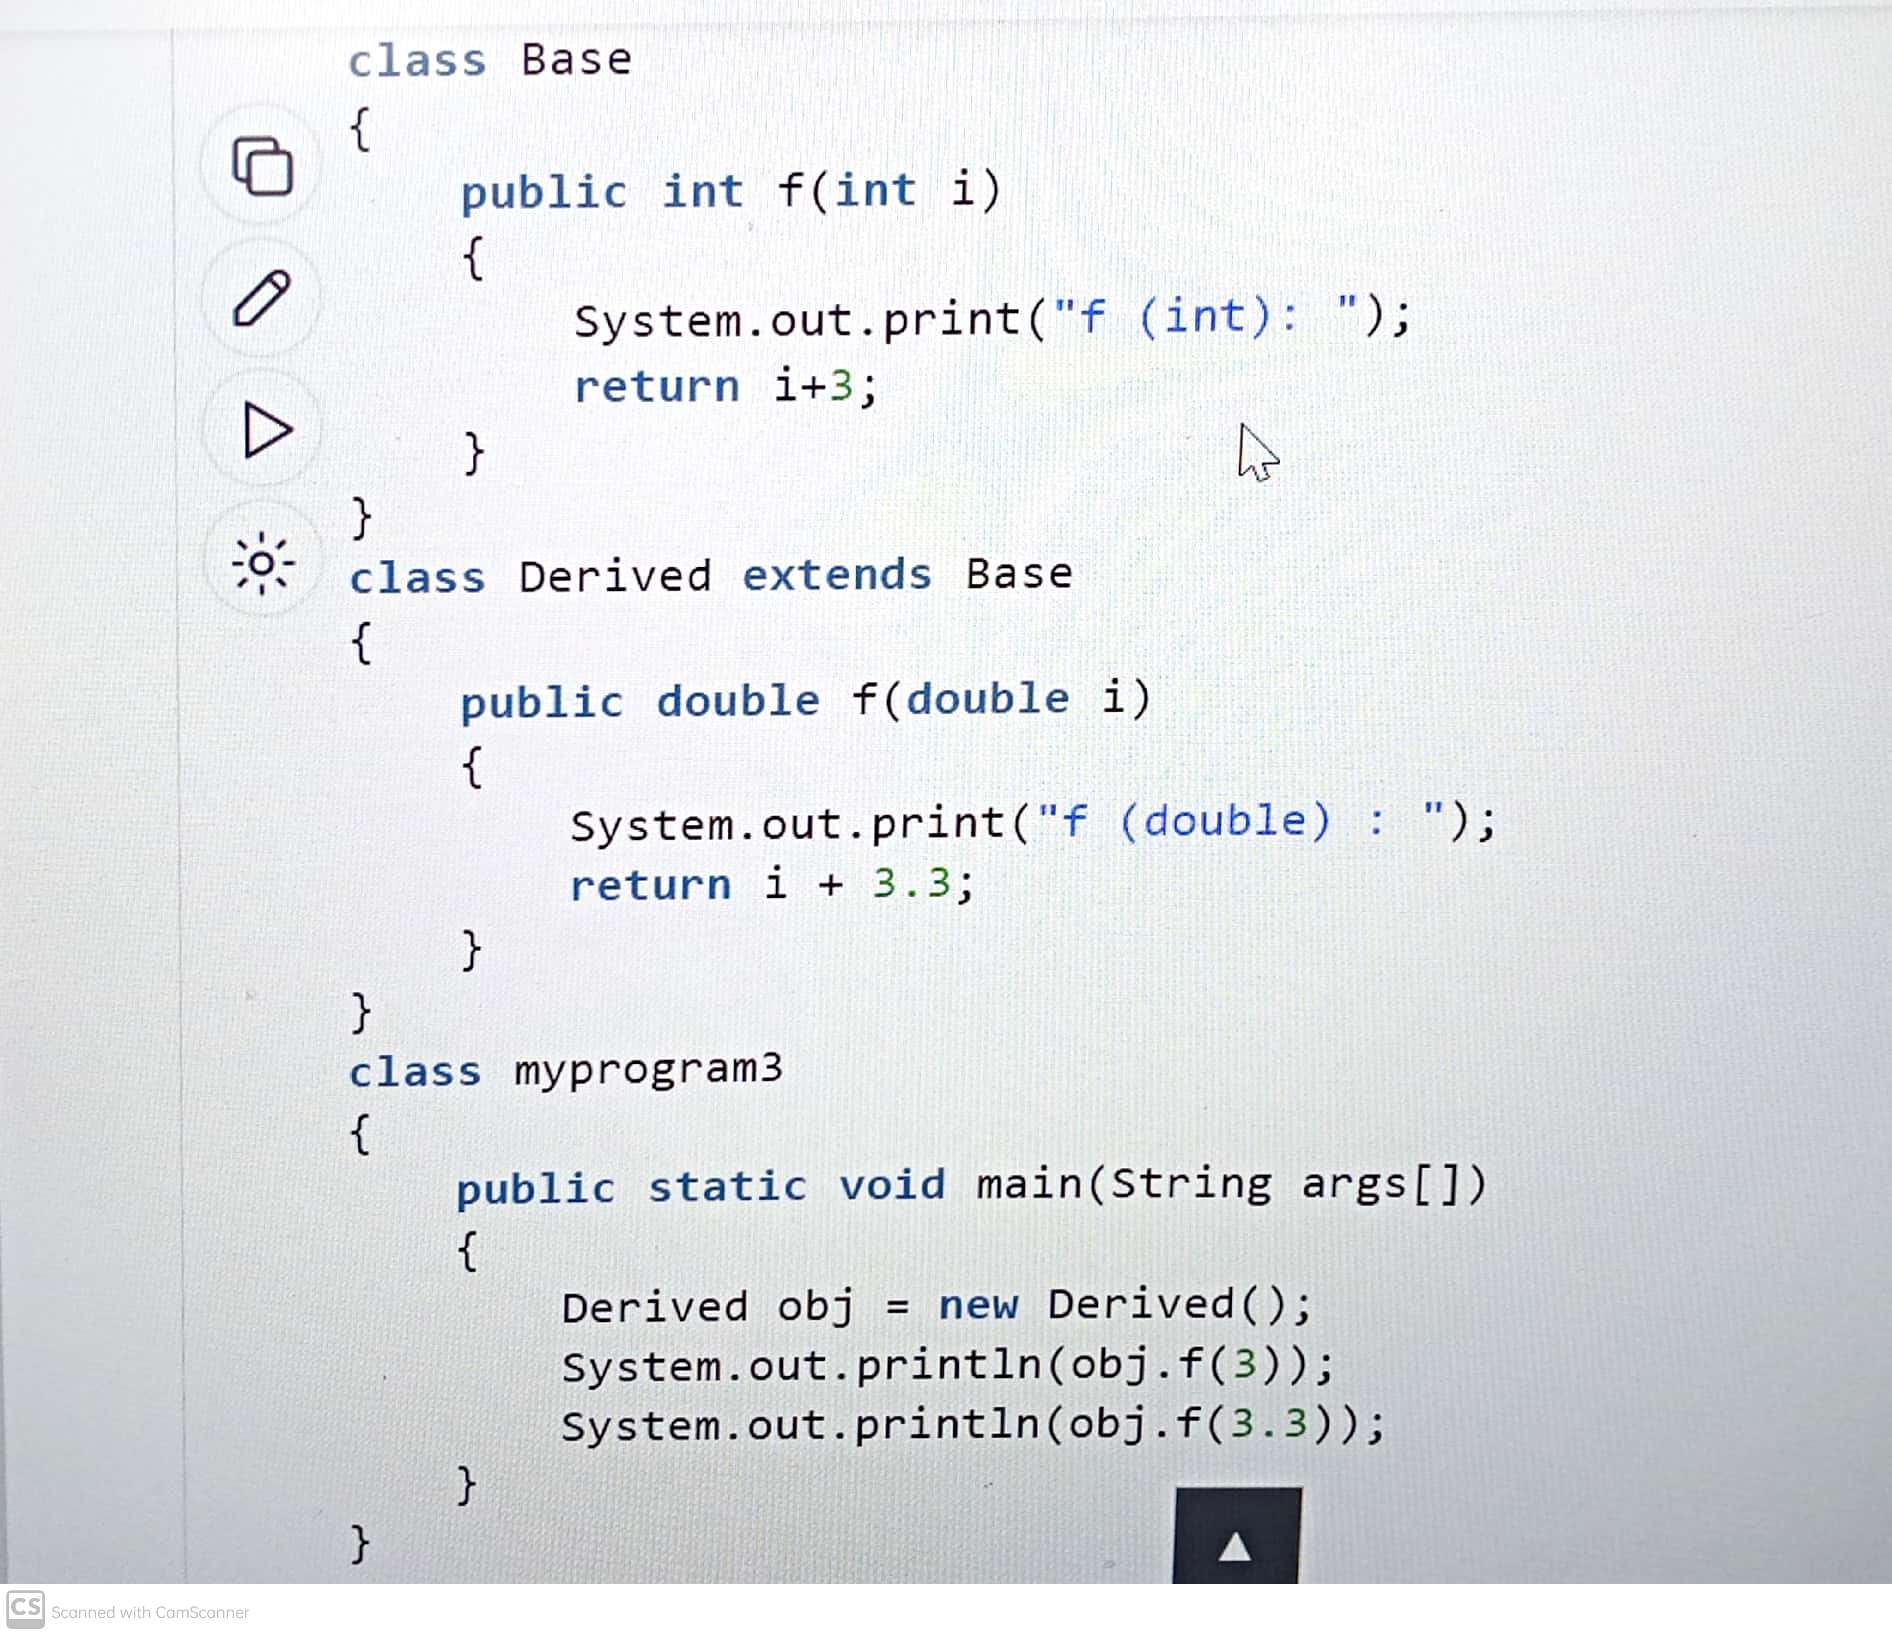 class Base
{
    public int f(int i)
    {
        System.out.print("f (int): ");
        return i+3;
    }
}
class Derived extends Base
{
    public double f(double i)
    {
        System.out.print("f (double) : ");
        return i + 3.3;
    }
}
class myprogram3
{
    public static void main(String args[])
    {
        Derived obj = new Derived();
        System.out.println(obj.f(3));
        System.out.println(obj.f(3.3));
    }
}
CS Scanned with CamScanner